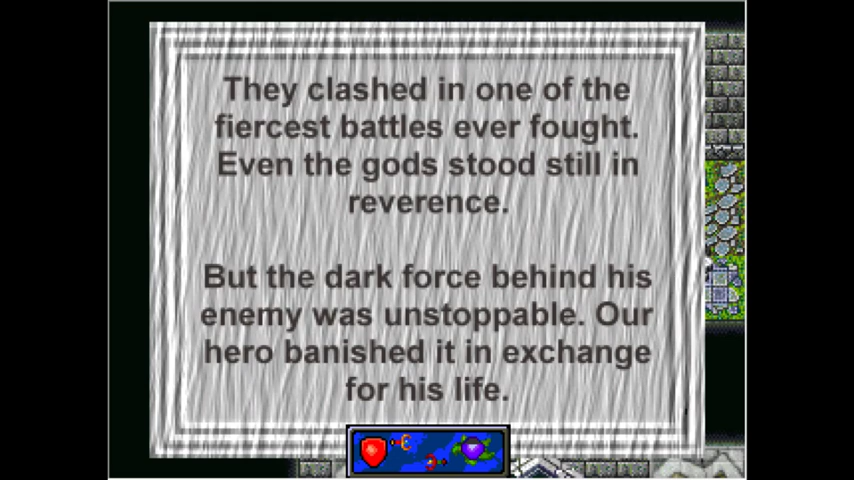 They clashed in one of the
fiercest battles ever fought.
Even the gods stood still in
reverence.
But the dark force behind his
enemy was unstoppable. Our
hero banished it in exchange
for his life.